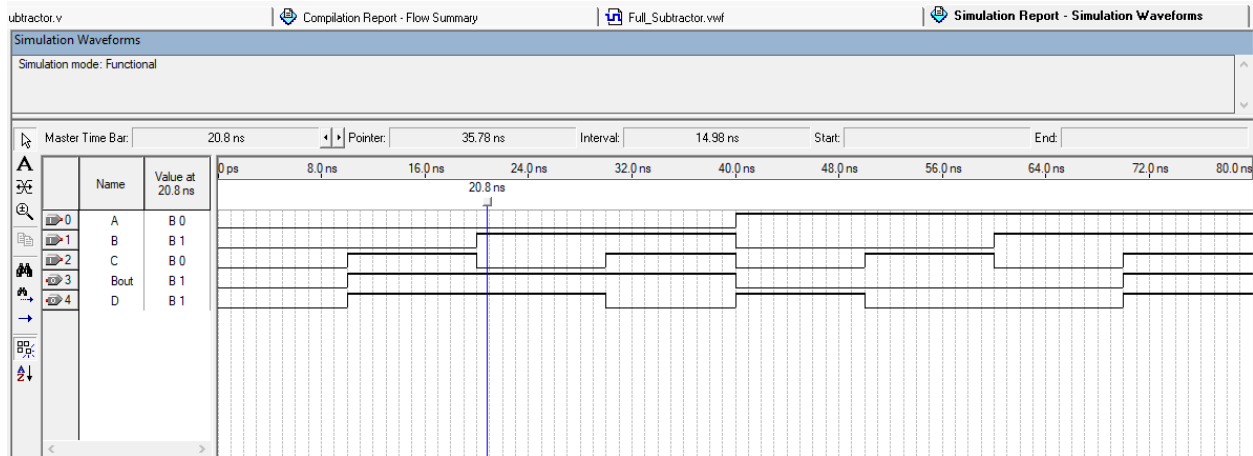 ubtractor.v Compilation Report - Flow Summary Full_Subtractor.vwf Simulation Report - Simulation Waveforms
Simulation Waveforms
Simulation mode: Functional
Master Time Bar: 20.8 ns Pointer: 35.78 ns Interval: 14.98 ns Start: End:
Name Value at 20.8 ns 0 ps 8.0 ns 16.0 ns 24.0 ns 32.0 ns 40.0 ns 48.0 ns 56.0 ns 64.0 ns 72.0 ns 80.0 ns
20.8 ns
0 A B 0
1 B B 1
2 C B 0
3 Bout B 1
4 D B 1